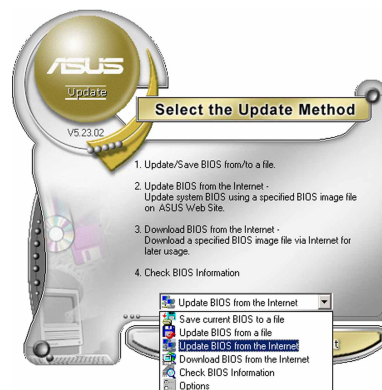 ASUS
Update
V5.23.02
Select the Update Method
1. Update/Save BIOS from/to a file.
2. Update BIOS from the Internet -
Update system BIOS using a specified BIOS image file
on ASUS Web Site.
3. Download BIOS from the Internet -
Download a specified BIOS image file via Internet for
later usage.
4. Check BIOS Information
Update BIOS from the Internet
Save current BIOS to a file
Update BIOS from a file
Update BIOS from the Internet
Download BIOS from the Internet
Check BIOS Information
Options